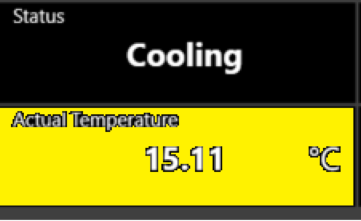 Status
Cooling
Actual Temperature
15.11 °C